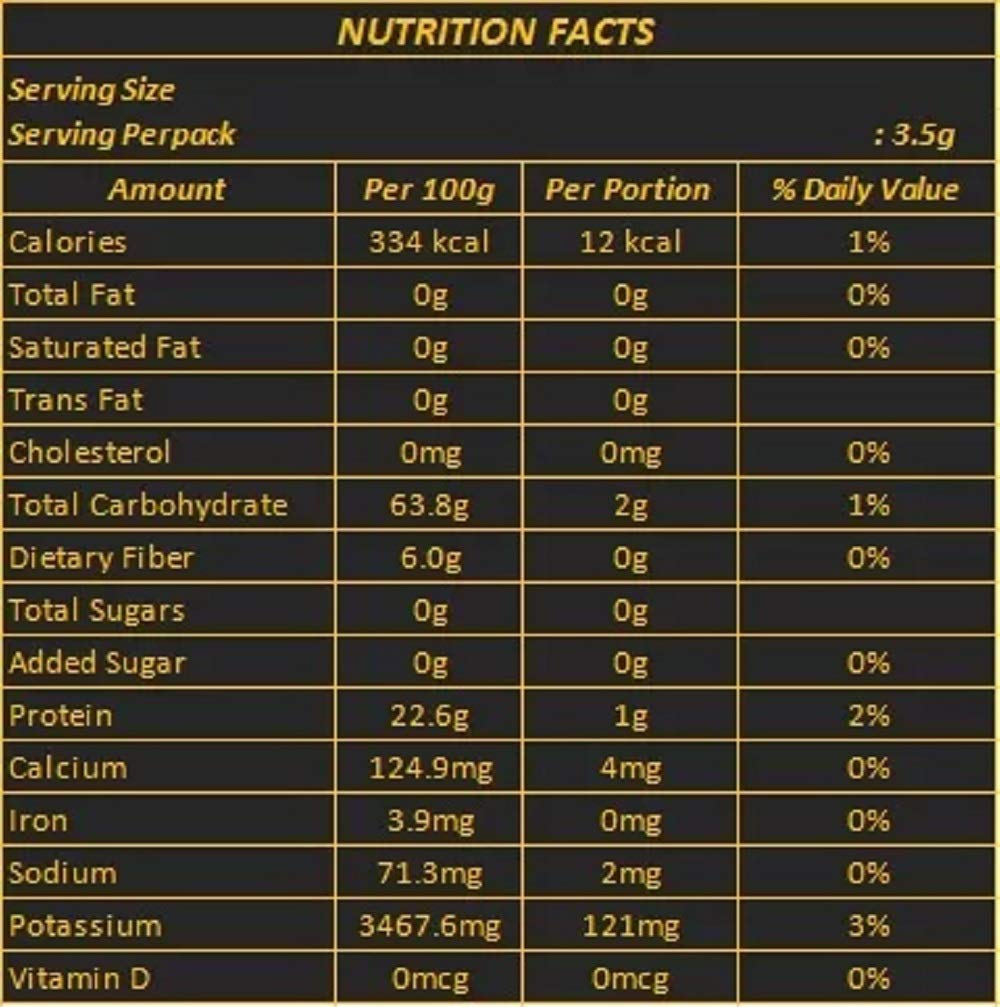 NUTRITION FACTS
Serving Size
Serving Perpack : 3.5g
Amount Per 100g Per Portion % Daily Value
Calories 334 kcal 12 kcal 1%
Total Fat 0g 0g 0%
Saturated Fat 0g 0g 0%
Trans Fat 0g 0g
Cholesterol 0mg 0mg 0%
Total Carbohydrate 63.8g 2g 1%
Dietary Fiber 6.0g 0g 0%
Total Sugars 0g 0g
Added Sugar 0g 0g 0%
Protein 22.6g 1g 2%
Calcium 124.9mg 4mg 0%
Iron 3.9mg 0mg 0%
Sodium 71.3mg 2mg 0%
Potassium 3467.6mg 121mg 3%
Vitamin D 0mcg 0mcg 0%